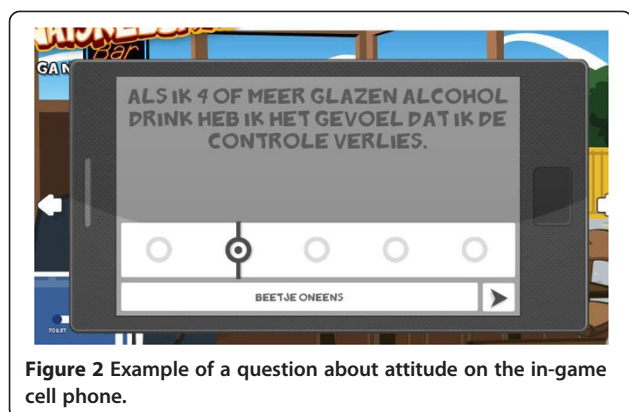 Bar
GAN
ALS IK 4 OF MEER GLAZEN ALCOHOL
DRINK HEB IK HET GEVOEL DAT IK DE
CONTROLE VERLIES.
BEETJE ONEENS
TOILET
Figure 2 Example of a question about attitude on the in-game
cell phone.